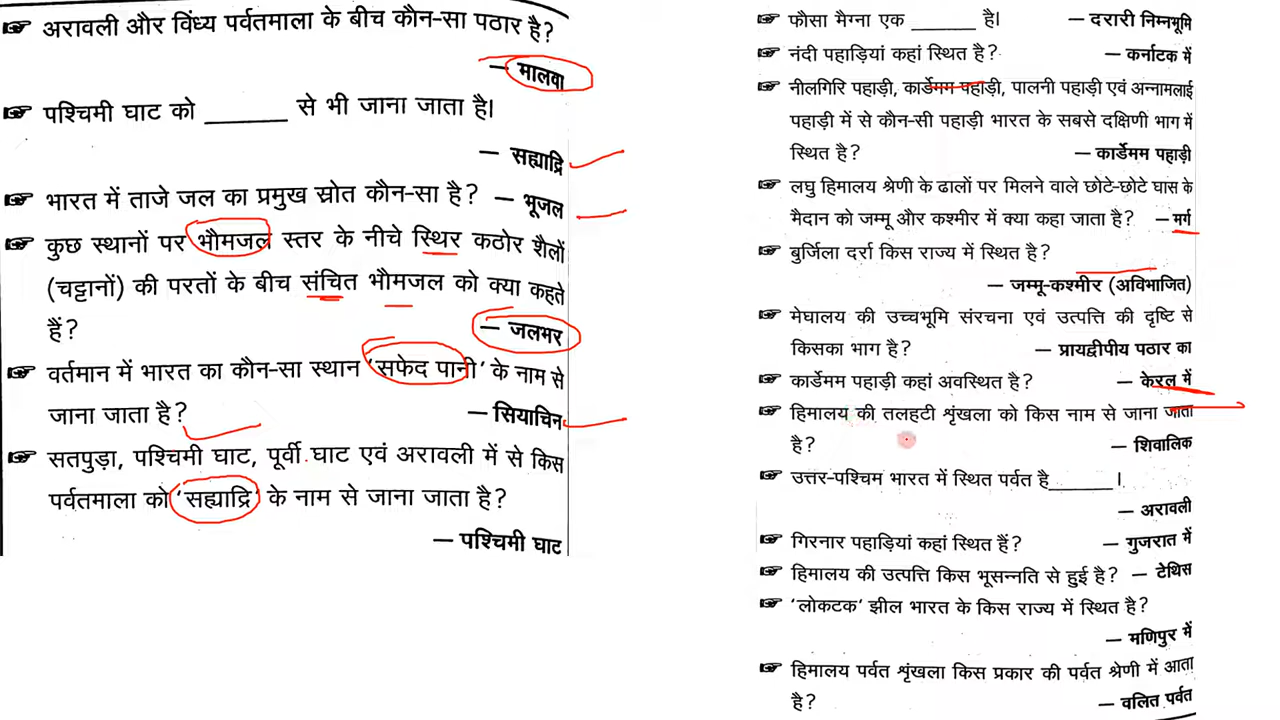 ☞ अरावली और विंध्य पर्वतमाला के बीच कौन-सा पठार है?
— मालवा
☞ पश्चिमी घाट को ______ से भी जाना जाता है।
— सह्याद्रि
☞ भारत में ताजे जल का प्रमुख स्रोत कौन-सा है? — भूजल
☞ कुछ स्थानों पर भौमजल स्तर के नीचे स्थिर कठोर शैलों
(चट्टानों) की परतों के बीच संचित भौमजल को क्या कहते
हैं? — जलभर
☞ वर्तमान में भारत का कौन-सा स्थान ‘सफेद पानी’ के नाम से
जाना जाता है? — सियाचिन
☞ सतपुड़ा, पश्चिमी घाट, पूर्वी घाट एवं अरावली में से किस
पर्वतमाला को ‘सह्याद्रि’ के नाम से जाना जाता है?
— पश्चिमी घाट
☞ फौसा मैग्ना एक ______ है। — दरारी निम्नभूमि
☞ नंदी पहाड़ियां कहां स्थित है? — कर्नाटक में
☞ नीलगिरि पहाड़ी, कार्डेमम पहाड़ी, पालनी पहाड़ी एवं अन्नामलाई
पहाड़ी में से कौन-सी पहाड़ी भारत के सबसे दक्षिणी भाग में
स्थित है? — कार्डेमम पहाड़ी
☞ लघु हिमालय श्रेणी के ढालों पर मिलने वाले छोटे-छोटे घास के
मैदान को जम्मू और कश्मीर में क्या कहा जाता है? — मर्ग
☞ बुर्जिला दर्रा किस राज्य में स्थित है?
— जम्मू-कश्मीर (अविभाजित)
☞ मेघालय की उच्चभूमि संरचना एवं उत्पत्ति की दृष्टि से
किसका भाग है? — प्रायद्वीपीय पठार का
☞ कार्डेमम पहाड़ी कहां अवस्थित है? — केरल में
☞ हिमालय की तलहटी शृंखला को किस नाम से जाना जाता
है? — शिवालिक
☞ उत्तर-पश्चिम भारत में स्थित पर्वत है______ ।
— अरावली
☞ गिरनार पहाड़ियां कहां स्थित हैं? — गुजरात में
☞ हिमालय की उत्पत्ति किस भूसन्नति से हुई है? — टेथिस
☞ ‘लोकटक’ झील भारत के किस राज्य में स्थित है?
— मणिपुर में
☞ हिमालय पर्वत शृंखला किस प्रकार की पर्वत श्रेणी में आता
है? — वलित पर्वत